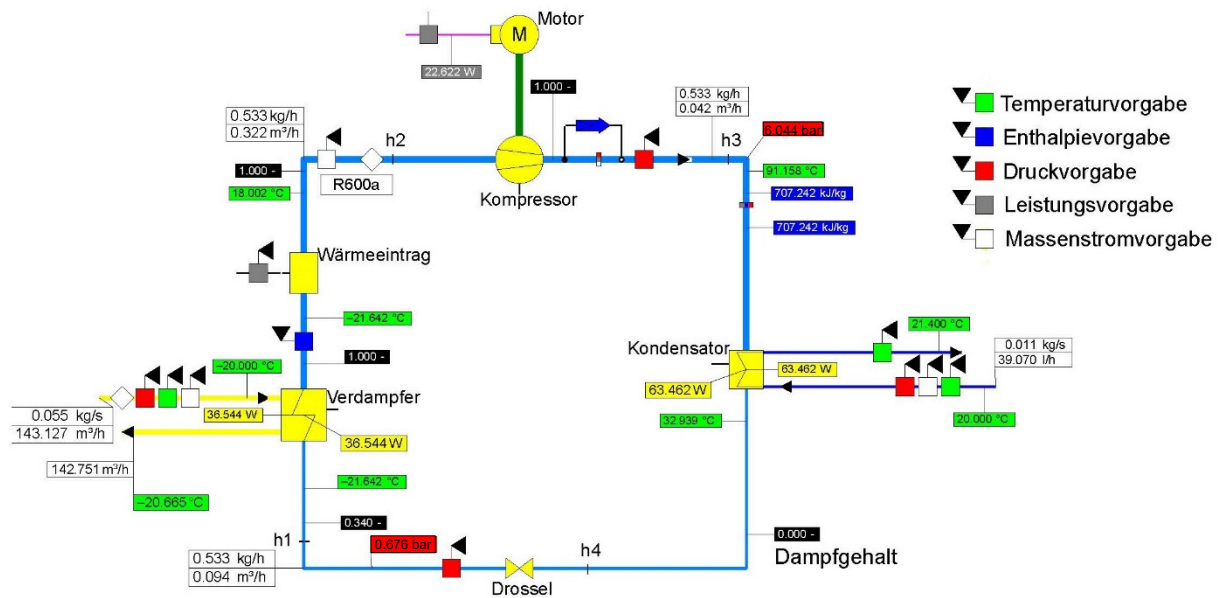 Motor
M
22.622 W
1.000 -
0.533 kg/h
0.322 m³/h
h2
R600a
Kompressor
0.533 kg/h
0.042 m³/h
h3
6.044 bar
91.158 °C
707.242 kJ/kg
707.242 kJ/kg
Temperaturvorgabe
Enthalpievorgabe
Druckvorgabe
Leistungsvorgabe
Massenstromvorgabe
1.000 -
18.002 °C
Wärmeeintrag
-21.642 °C
1.000 -
-20.000 °C
Verdampfer
0.055 kg/s
143.127 m³/h
36.544 W
36.544 W
142.751 m³/h
-20.665 °C
-21.642 °C
0.340 -
h1
0.533 kg/h
0.094 m³/h
0.676 bar
Drossel
h4
Kondensator
63.462 W
63.462 W
21.400 °C
0.011 kg/s
39.070 l/h
20.000 °C
32.939 °C
0.000 -
Dampfgehalt